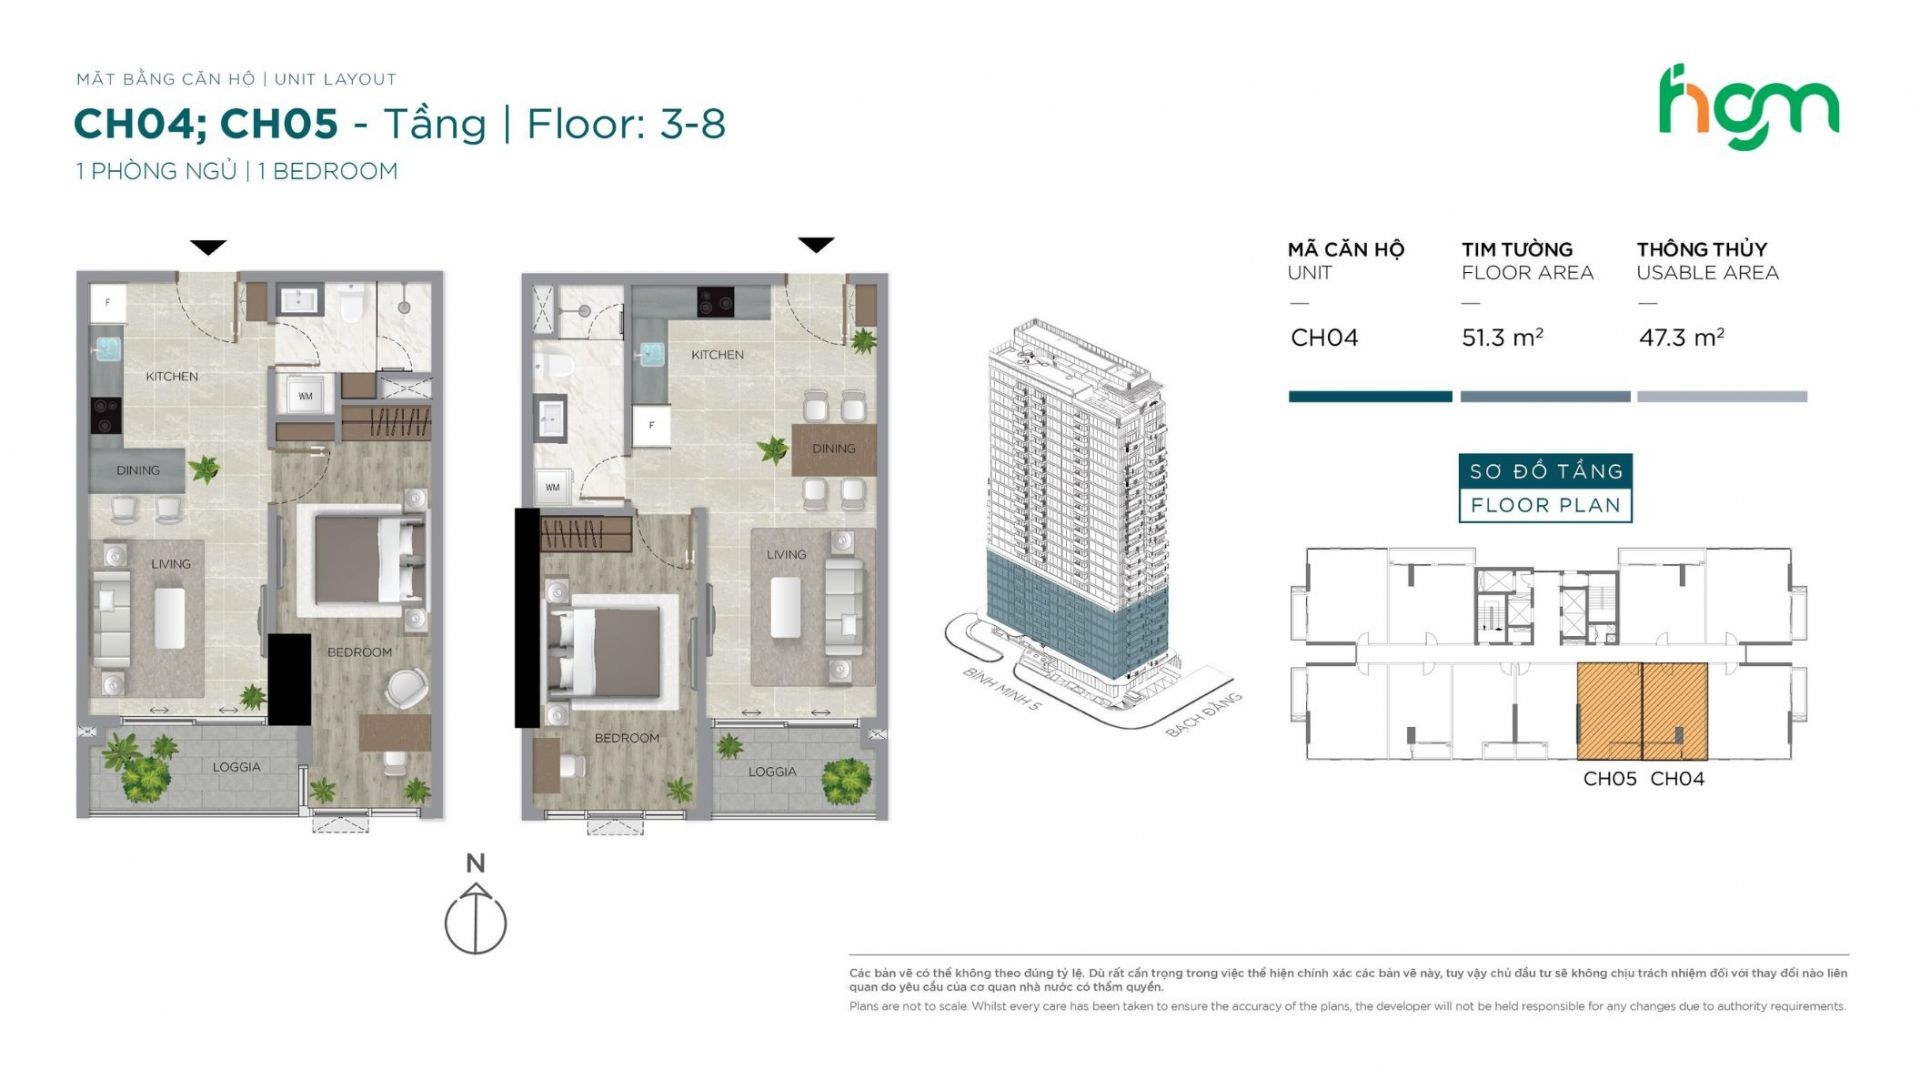 MẶT BẰNG CĂN HỘ | UNIT LAYOUT
CH04; CH05 - Tầng | Floor: 3-8
1 PHÒNG NGỦ | 1 BEDROOM
hgm
F
KITCHEN
WM
DINING
LIVING
BEDROOM
LOGGIA
KITCHEN
F
DINING
WM
LIVING
BEDROOM
LOGGIA
N
BÌNH MINH 5
BẠCH ĐẰNG
MÃ CĂN HỘ
UNIT
—
CH04
TIM TƯỜNG
FLOOR AREA
—
51.3 m²
THÔNG THỦY
USABLE AREA
—
47.3 m²
SƠ ĐỒ TẦNG
FLOOR PLAN
CH05 CH04
Các bản vẽ có thể không theo đúng tỷ lệ. Dù rất cẩn trọng trong việc thể hiện chính xác các bản vẽ này, tuy vậy chủ đầu tư sẽ không chịu trách nhiệm đối với thay đổi nào liên
quan do yêu cầu của cơ quan nhà nước có thẩm quyền.
Plans are not to scale. Whilst every care has been taken to ensure the accuracy of the plans, the developer will not be held responsible for any changes due to authority requirements.